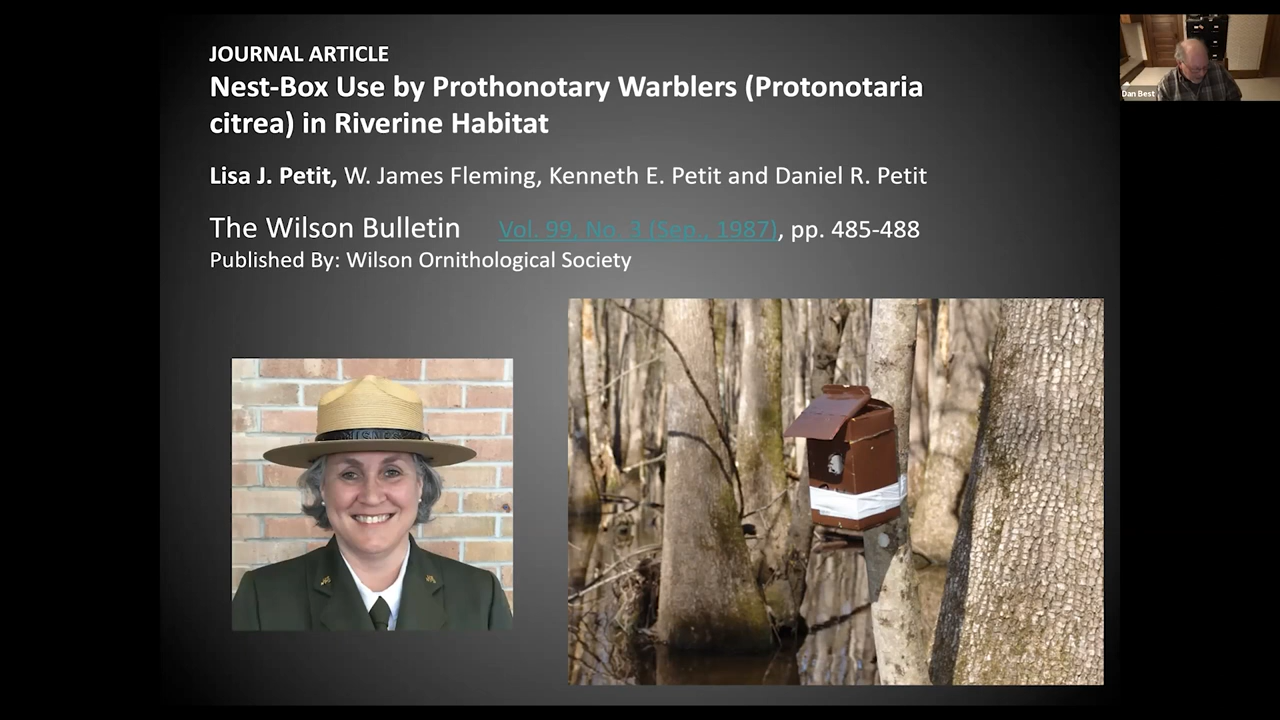 JOURNAL ARTICLE
Nest-Box Use by Prothonotary Warblers (Protonotaria
citrea) in Riverine Habitat
Lisa J. Petit, W. James Fleming, Kenneth E. Petit and Daniel R. Petit
The Wilson Bulletin Vol. 99, No. 3 (Sep., 1987), pp. 485-488
Published By: Wilson Ornithological Society
Dan Best